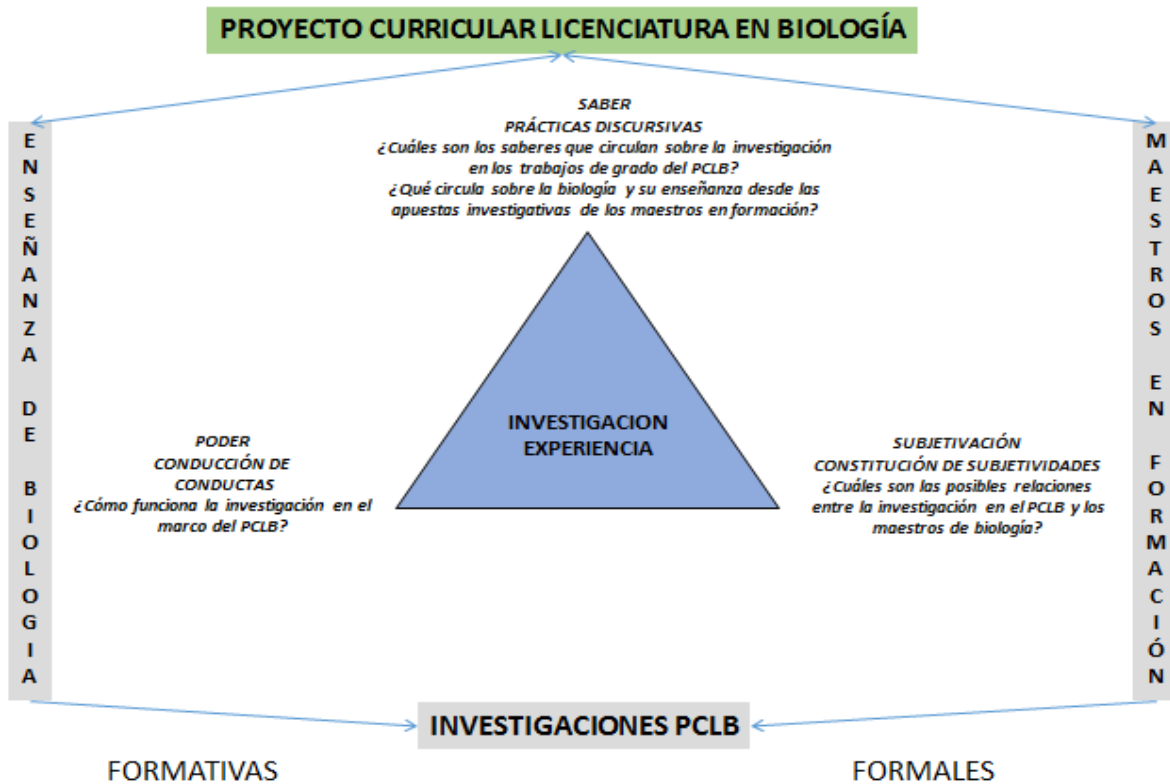 PROYECTO CURRICULAR LICENCIATURA EN BIOLOGÍA
SABER
PRÁCTICAS DISCURSIVAS
¿Cuáles son los saberes que circulan sobre la investigación
en los trabajos de grado del PCLB?
¿Qué circula sobre la biología y su enseñanza desde las
apuestas investigativas de los maestros en formación?
ENSEÑANZA DE BIOLOGIA
MAESTROS EN FORMACIÓN
INVESTIGACION
EXPERIENCIA
PODER
CONDUCCIÓN DE
CONDUCTAS
¿Cómo funciona la investigación en el
marco del PCLB?
SUBJETIVACIÓN
CONSTITUCIÓN DE SUBJETIVIDADES
¿Cuáles son las posibles relaciones
entre la investigación en el PCLB y los
maestros de biología?
INVESTIGACIONES PCLB
FORMATIVAS
FORMALES